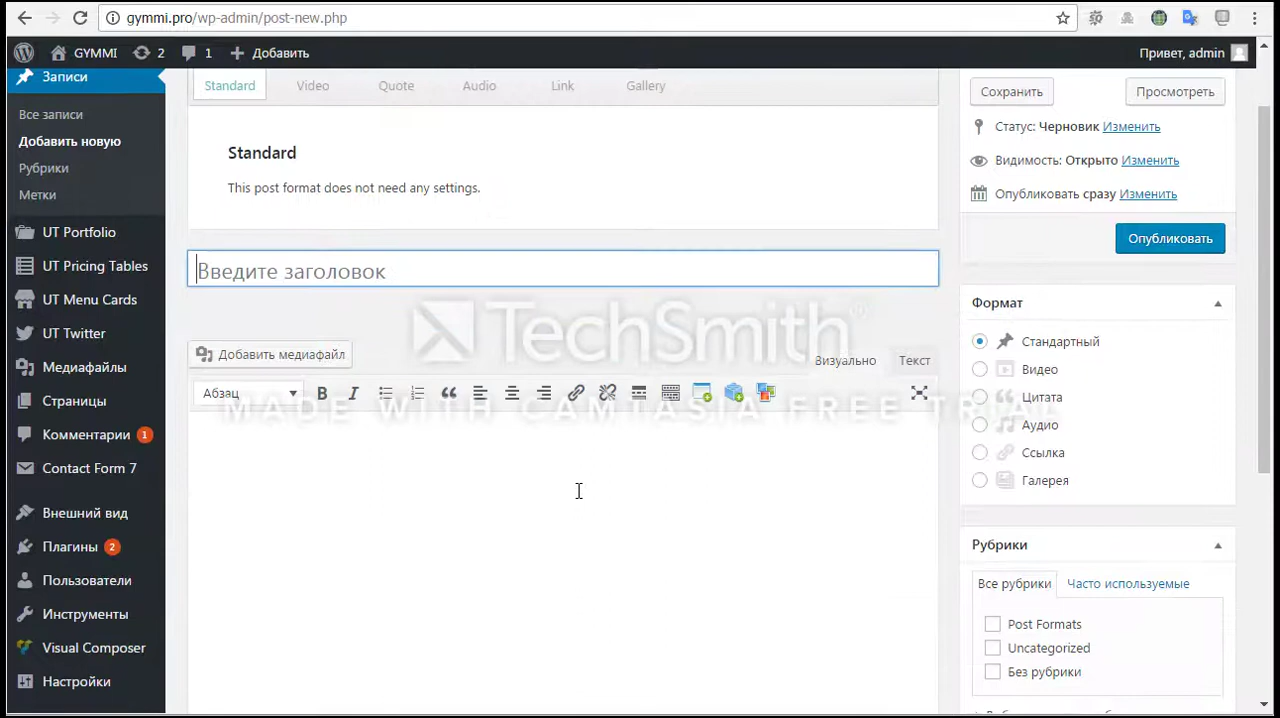 gymmi.pro/wp-admin/post-new.php
GYMMI 2 1 Добавить Привет, admin
Записи
Все записи
Добавить новую
Рубрики
Метки
UT Portfolio
UT Pricing Tables
UT Menu Cards
UT Twitter
Медиафайлы
Страницы
Комментарии 1
Contact Form 7
Внешний вид
Плагины 2
Пользователи
Инструменты
Visual Composer
Настройки
Standard Video Quote Audio Link Gallery
Standard
This post format does not need any settings.
Введите заголовок
TechSmith®
Добавить медиафайл Визуально Текст
Абзац B I
MADE WITH CAMTASIA FREE TRIAL
Сохранить Просмотреть
Статус: Черновик Изменить
Видимость: Открыто Изменить
Опубликовать сразу Изменить
Опубликовать
Формат
Стандартный
Видео
Цитата
Аудио
Ссылка
Галерея
Рубрики
Все рубрики Часто используемые
Post Formats
Uncategorized
Без рубрики